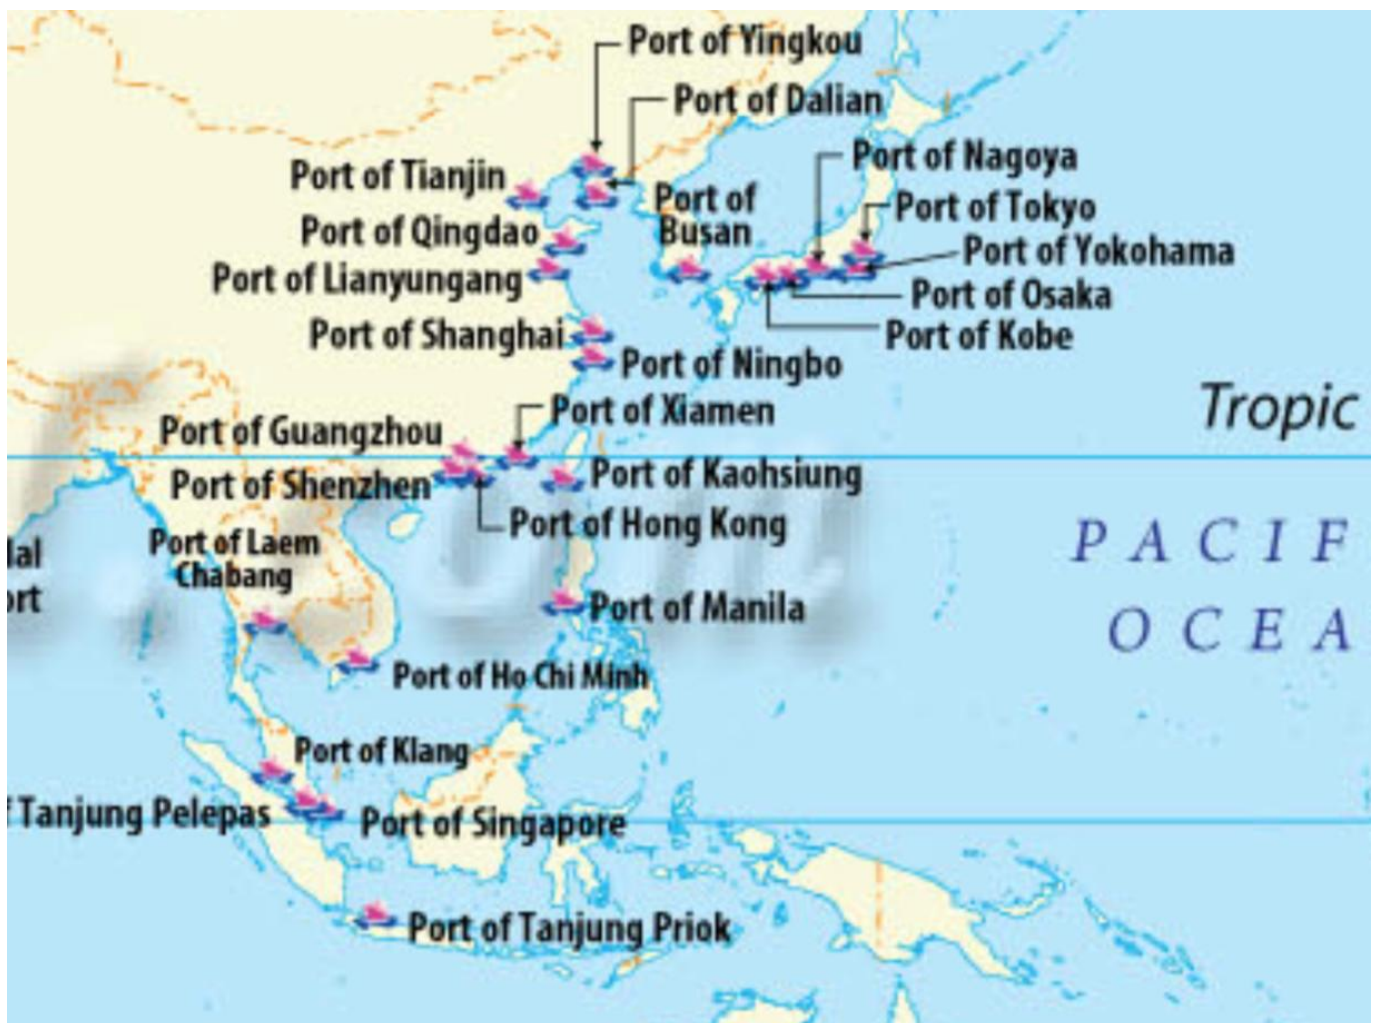 Port of Yingkou
Port of Dalian
Port of Nagoya
Port of Tianjin
Port of
Busan
Port of Tokyo
Port of Qingdao
Port of Yokohama
Port of Lianyungang
Port of Osaka
Port of Shanghai
Port of Kobe
Port of Ningbo
Tropic
Port of Xiamen
Port of Guangzhou
Port of Kaohsiung
Port of Shenzhen
Port of Hong Kong
PACIF
OCEA
Port of Laem
Chabang
Port of Manila
Port of Ho Chi Minh
Port of Klang
Tanjung Pelepas
Port of Singapore
Port of Tanjung Priok